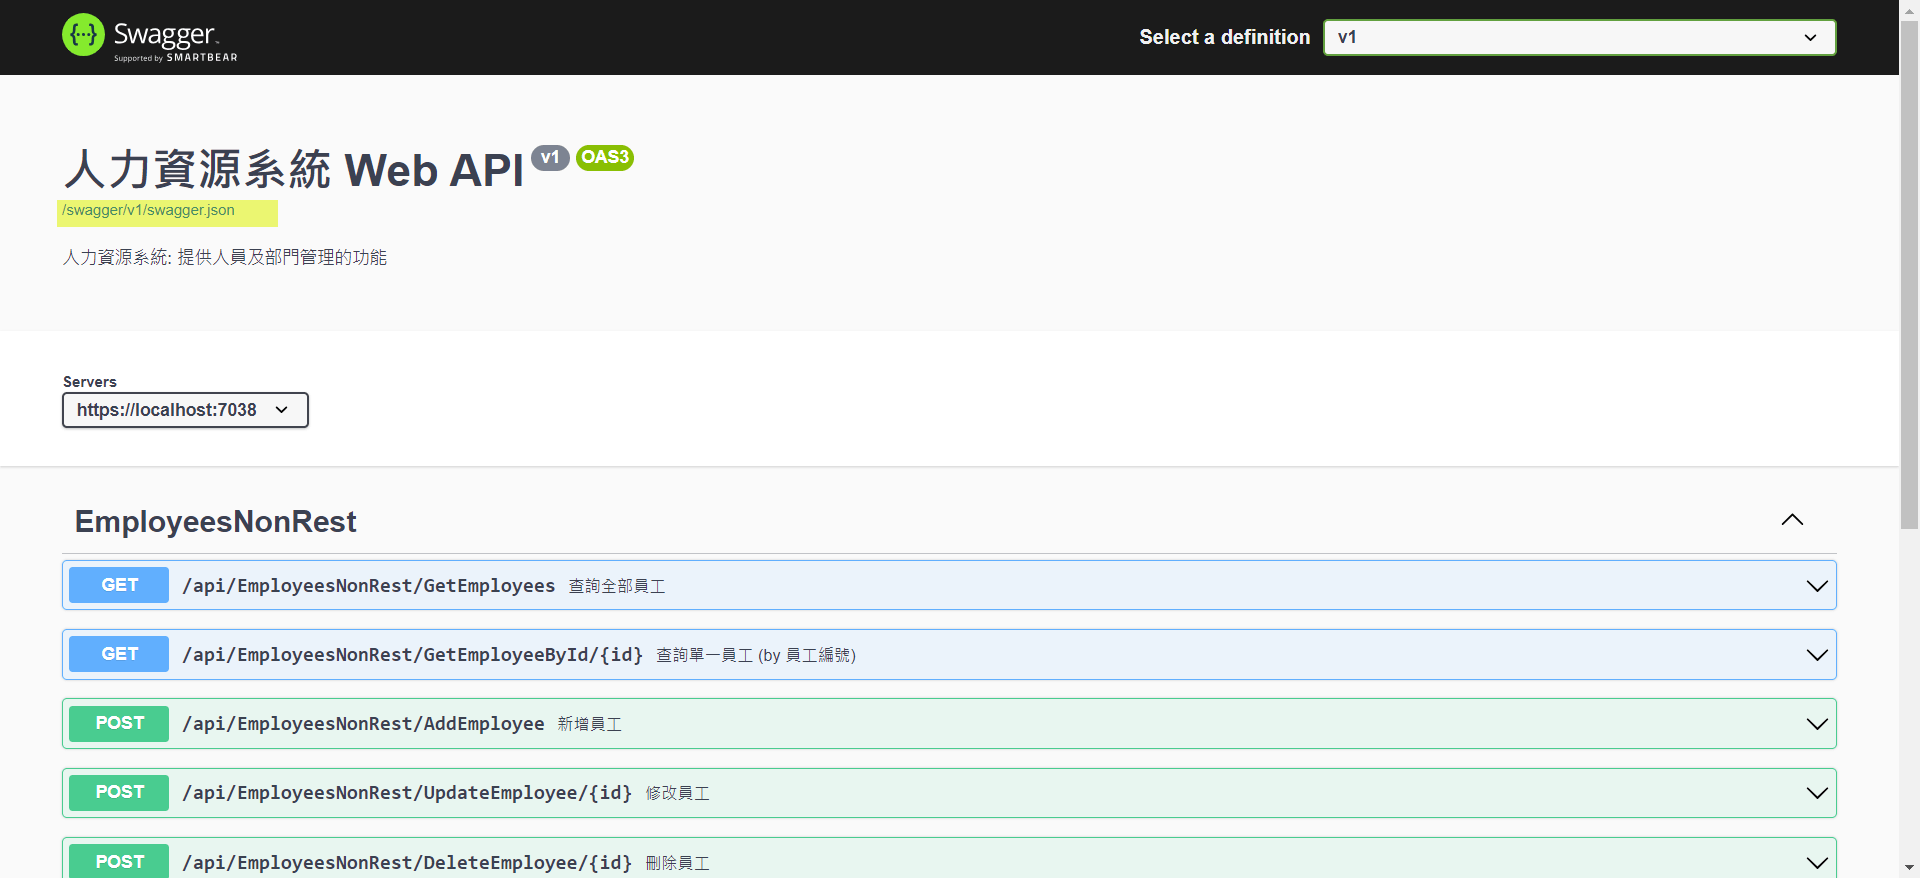 Swagger
Supported by SMARTBEAR
Select a definition
v1
人力資源系統 Web API v1 OAS3
/swagger/v1/swagger.json
人力資源系統: 提供人員及部門管理的功能
Servers
https://localhost:7038
EmployeesNonRest
GET /api/EmployeesNonRest/GetEmployees 查詢全部員工
GET /api/EmployeesNonRest/GetEmployeeById/{id} 查詢單一員工 (by 員工編號)
POST /api/EmployeesNonRest/AddEmployee 新增員工
POST /api/EmployeesNonRest/UpdateEmployee/{id} 修改員工
POST /api/EmployeesNonRest/DeleteEmployee/{id} 刪除員工